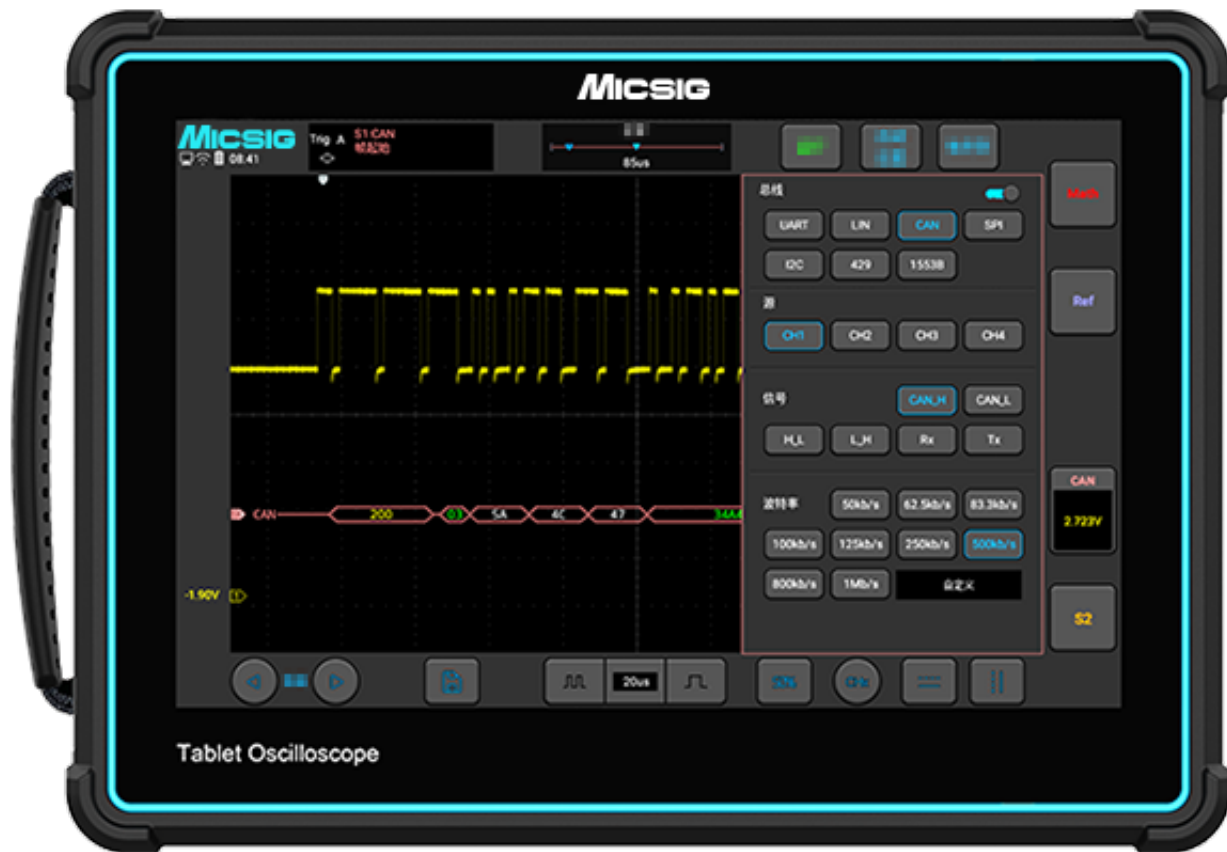 MICSIG
MICSIG
Trig A
S1:CAN
帧起始
08:41
85us
总线
UART LIN CAN SPI
I2C 429 1553B
源
CH1 CH2 CH3 CH4
信号 CAN_H CAN_L
H_L L_H Rx Tx
波特率 50kb/s 62.5kb/s 83.3kb/s
100kb/s 125kb/s 250kb/s 500kb/s
800kb/s 1Mb/s 自定义
Math
Ref
CAN
2.723V
S2
CAN 200 03 5A 4C 47 34A4
-1.90V 1
20us
Tablet Oscilloscope